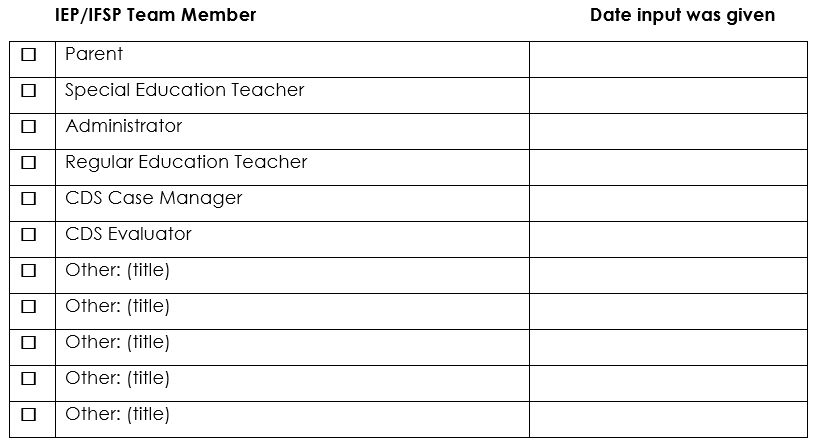 IEP/IFSP Team Member Date input was given
☐ Parent
☐ Special Education Teacher
☐ Administrator
☐ Regular Education Teacher
☐ CDS Case Manager
☐ CDS Evaluator
☐ Other: (title)
☐ Other: (title)
☐ Other: (title)
☐ Other: (title)
☐ Other: (title)